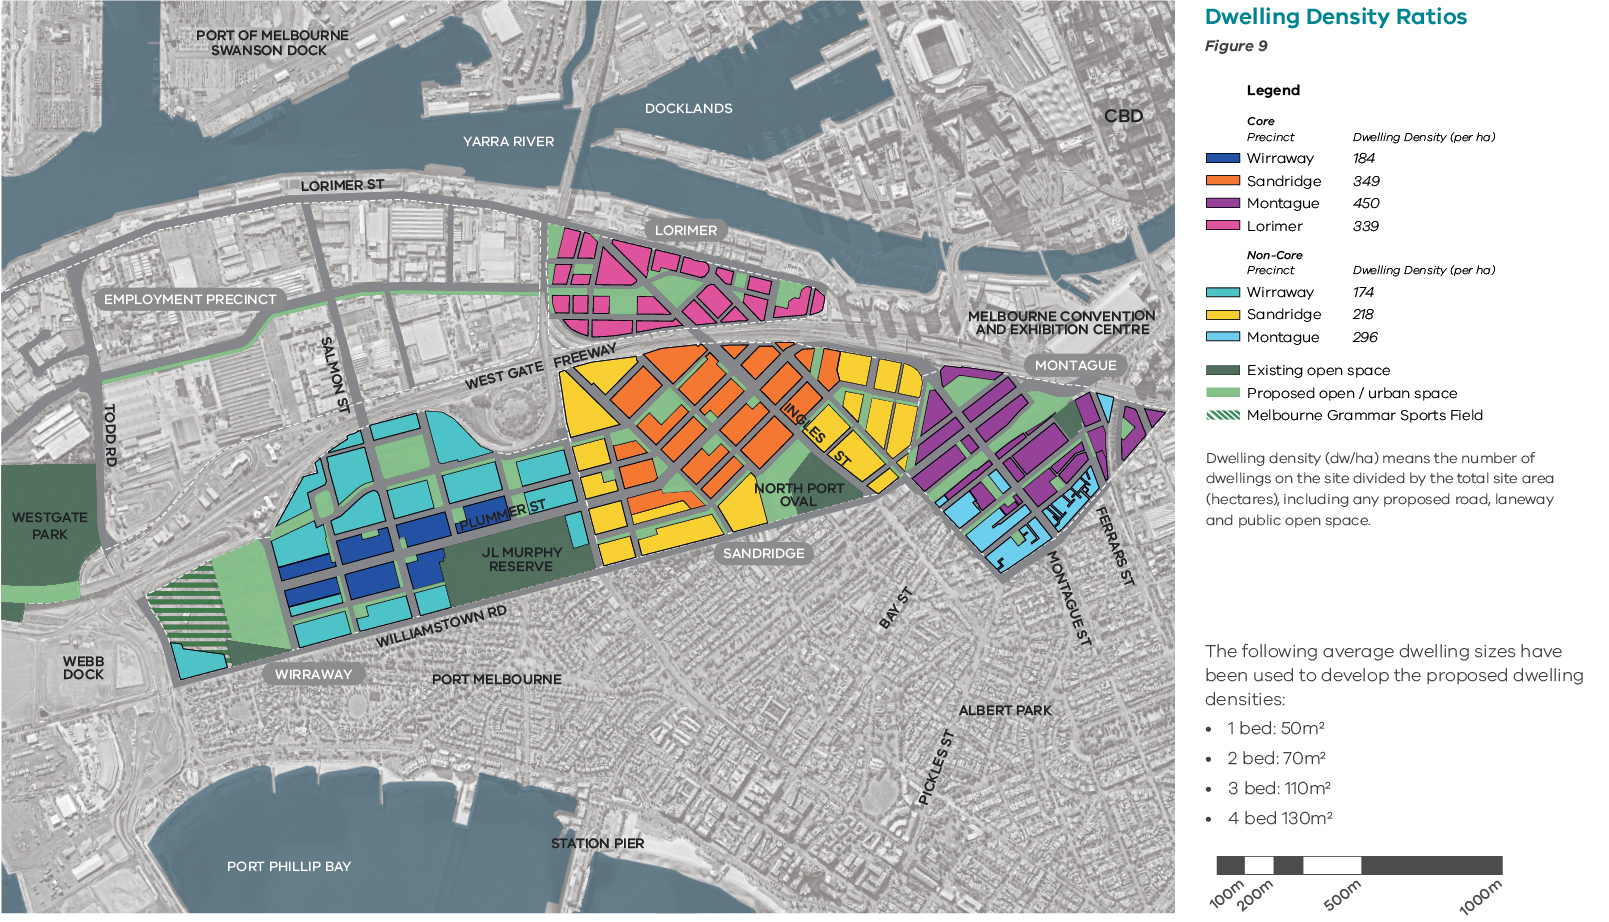 PORT OF MELBOURNE
SWANSON DOCK
DOCKLANDS
CBD
YARRA RIVER
LORIMER ST
LORIMER
EMPLOYMENT PRECINCT
MELBOURNE CONVENTION
AND EXHIBITION CENTRE
SALMON ST
WEST GATE FREEWAY
MONTAGUE
TODD RD
INGLES ST
NORTH PORT
OVAL
PLUMMER ST
WESTGATE
PARK
JL MURPHY
RESERVE
SANDRIDGE
FERRARS ST
MONTAGUE ST
BAY ST
WILLIAMSTOWN RD
WEBB
DOCK
WIRRAWAY
PORT MELBOURNE
ALBERT PARK
PICKLES ST
STATION PIER
PORT PHILLIP BAY
Dwelling Density Ratios
Figure 9
Legend
Core
Precinct Dwelling Density (per ha)
Wirraway 184
Sandridge 349
Montague 450
Lorimer 339
Non-Core
Precinct Dwelling Density (per ha)
Wirraway 174
Sandridge 218
Montague 296
Existing open space
Proposed open / urban space
Melbourne Grammar Sports Field
Dwelling density (dw/ha) means the number of
dwellings on the site divided by the total site area
(hectares), including any proposed road, laneway
and public open space.
The following average dwelling sizes have
been used to develop the proposed dwelling
densities:
• 1 bed: 50m²
• 2 bed: 70m²
• 3 bed: 110m²
• 4 bed 130m²
100m 200m 500m 1000m